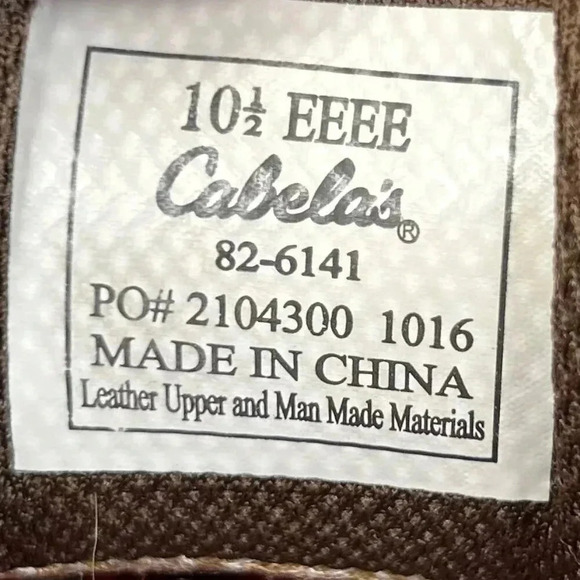 10½ EEEE
Cabela's®
82-6141
PO# 2104300 1016
MADE IN CHINA
Leather Upper and Man Made Materials